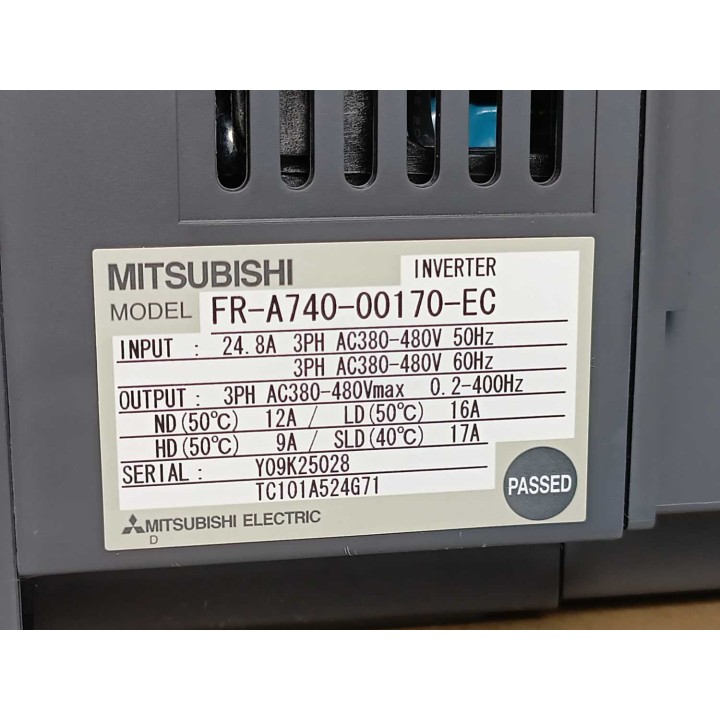 MITSUBISHI INVERTER
MODEL FR-A740-00170-EC
INPUT : 24.8A 3PH AC380-480V 50Hz
3PH AC380-480V 60Hz
OUTPUT : 3PH AC380-480Vmax 0.2-400Hz
ND(50℃) 12A / LD(50℃) 16A
HD(50℃) 9A / SLD(40℃) 17A
SERIAL : Y09K25028
TC101A524G71
PASSED
MITSUBISHI ELECTRIC
D